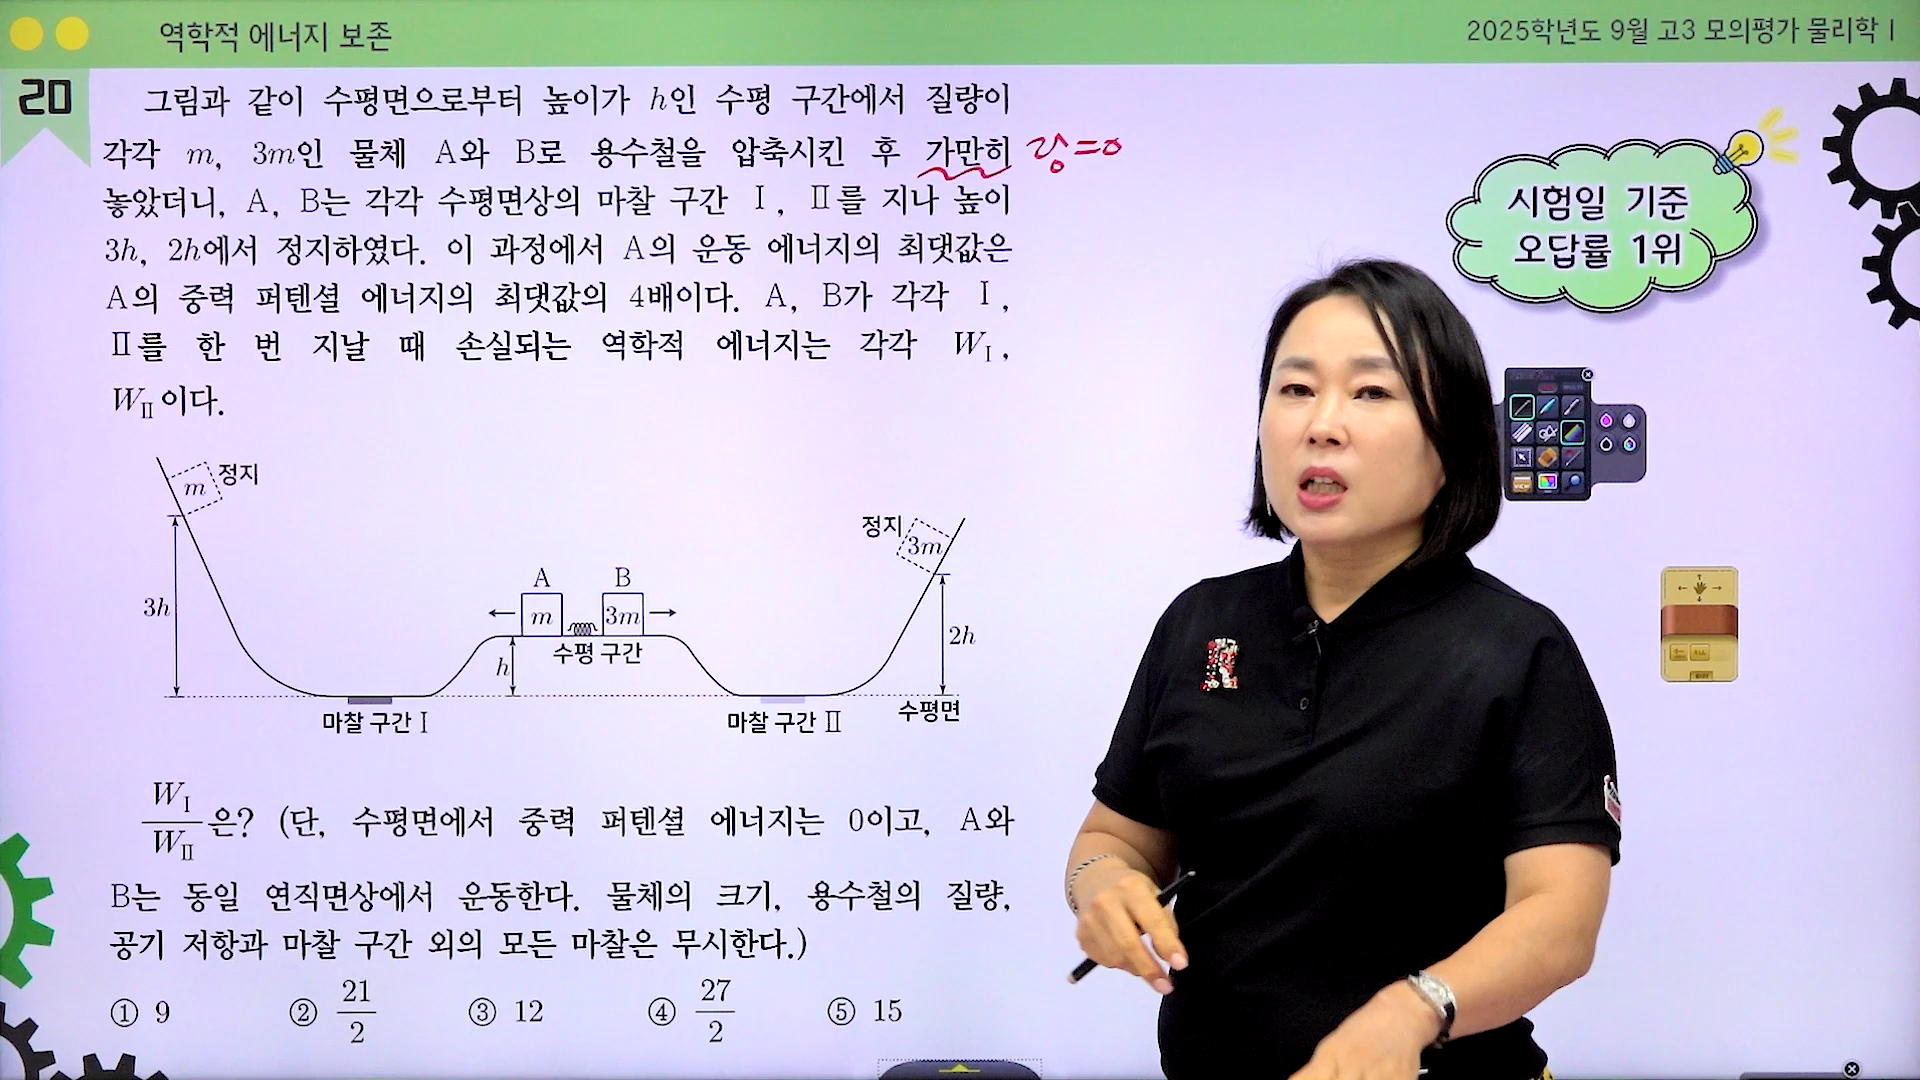 역학적 에너지 보존
2025학년도 9월 고3 모의평가 물리학 I
20
그림과 같이 수평면으로부터 높이가 h인 수평 구간에서 질량이
각각 m, 3m인 물체 A와 B로 용수철을 압축시킨 후 가만히
놓았더니, A, B는 각각 수평면상의 마찰 구간 Ⅰ, Ⅱ를 지나 높이
3h, 2h에서 정지하였다. 이 과정에서 A의 운동 에너지의 최댓값은
A의 중력 퍼텐셜 에너지의 최댓값의 4배이다. A, B가 각각 Ⅰ,
Ⅱ를 한 번 지날 때 손실되는 역학적 에너지는 각각 W_Ⅰ,
W_Ⅱ이다.
시험일 기준
오답률 1위
m 정지
정지 3m
3h
A B
m 3m
h 수평 구간
2h
마찰 구간 Ⅰ
마찰 구간 Ⅱ
수평면
W_Ⅰ/W_Ⅱ은? (단, 수평면에서 중력 퍼텐셜 에너지는 0이고, A와
B는 동일 연직면상에서 운동한다. 물체의 크기, 용수철의 질량,
공기 저항과 마찰 구간 외의 모든 마찰은 무시한다.)
① 9 ② 21/2 ③ 12 ④ 27/2 ⑤ 15